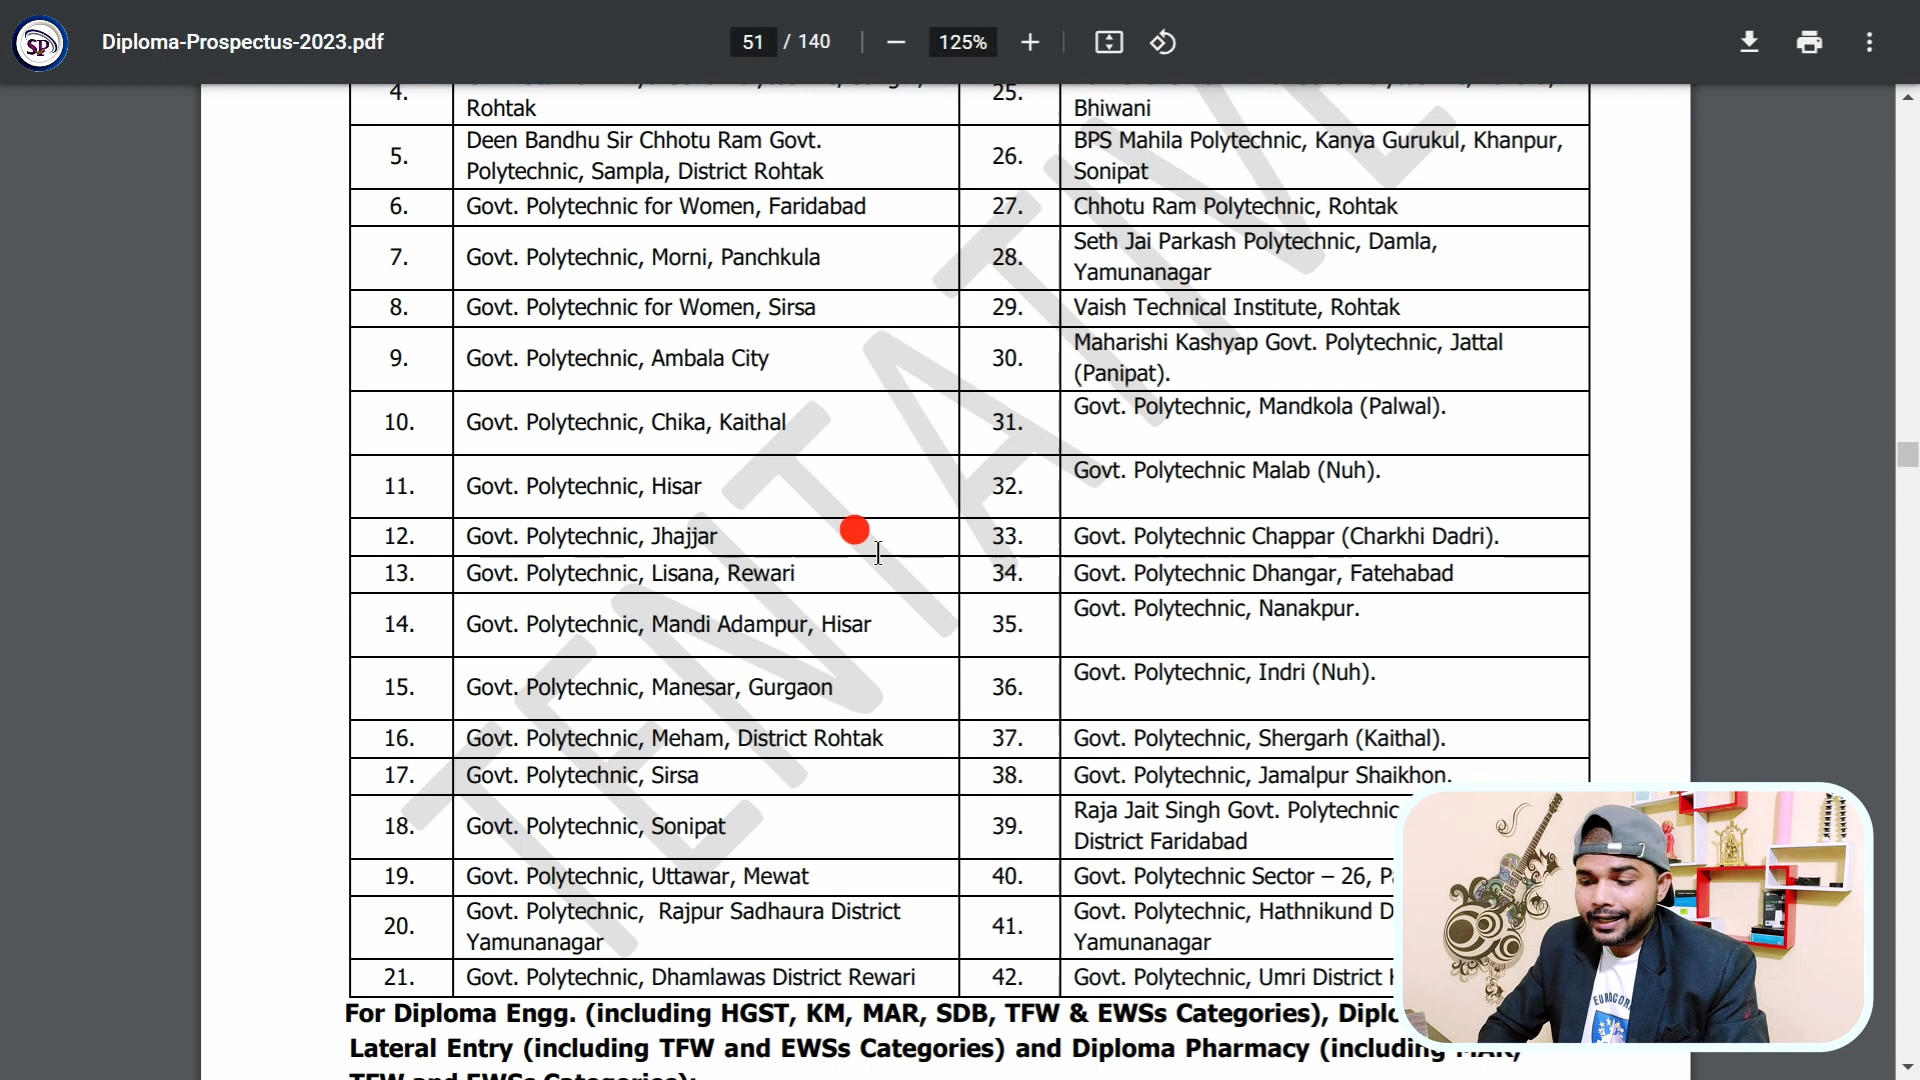 SP
Diploma-Prospectus-2023.pdf
51 / 140
125%
4.
Rohtak
25.
Bhiwani
5.
Deen Bandhu Sir Chhotu Ram Govt.
Polytechnic, Sampla, District Rohtak
26.
BPS Mahila Polytechnic, Kanya Gurukul, Khanpur,
Sonipat
6.
Govt. Polytechnic for Women, Faridabad
27.
Chhotu Ram Polytechnic, Rohtak
7.
Govt. Polytechnic, Morni, Panchkula
28.
Seth Jai Parkash Polytechnic, Damla,
Yamunanagar
8.
Govt. Polytechnic for Women, Sirsa
29.
Vaish Technical Institute, Rohtak
9.
Govt. Polytechnic, Ambala City
30.
Maharishi Kashyap Govt. Polytechnic, Jattal
(Panipat).
10.
Govt. Polytechnic, Chika, Kaithal
31.
Govt. Polytechnic, Mandkola (Palwal).
11.
Govt. Polytechnic, Hisar
32.
Govt. Polytechnic Malab (Nuh).
12.
Govt. Polytechnic, Jhajjar
33.
Govt. Polytechnic Chappar (Charkhi Dadri).
13.
Govt. Polytechnic, Lisana, Rewari
34.
Govt. Polytechnic Dhangar, Fatehabad
14.
Govt. Polytechnic, Mandi Adampur, Hisar
35.
Govt. Polytechnic, Nanakpur.
15.
Govt. Polytechnic, Manesar, Gurgaon
36.
Govt. Polytechnic, Indri (Nuh).
16.
Govt. Polytechnic, Meham, District Rohtak
37.
Govt. Polytechnic, Shergarh (Kaithal).
17.
Govt. Polytechnic, Sirsa
38.
Govt. Polytechnic, Jamalpur Shaikhon.
18.
Govt. Polytechnic, Sonipat
39.
Raja Jait Singh Govt. Polytechnic
District Faridabad
19.
Govt. Polytechnic, Uttawar, Mewat
40.
Govt. Polytechnic Sector – 26,
20.
Govt. Polytechnic, Rajpur Sadhaura District
Yamunanagar
41.
Govt. Polytechnic, Hathnikund
Yamunanagar
21.
Govt. Polytechnic, Dhamlawas District Rewari
42.
Govt. Polytechnic, Umri District
For Diploma Engg. (including HGST, KM, MAR, SDB, TFW & EWSs Categories),
Lateral Entry (including TFW and EWSs Categories) and Diploma Pharmacy (including MAR,
TFW and EWSs Categories):
TENTATIVE